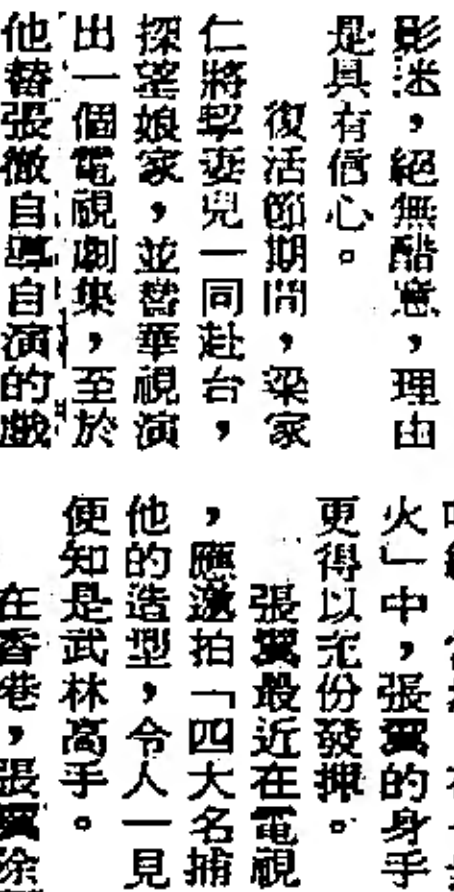 影迷，絕無酷意，理由
是具有信心。
復活節期間，梁家
仁將挈妻兒一同赴台，
探望娘家，並替華視演
出一個電視劇集，至於
他替張徹自導自演的戲
火」中，張翼的身手
更得以充份發揮。
張翼最近在電視
，應邀拍「四大名捕
他的造型，令人一見
便知是武林高手。
在香港，張翼徐